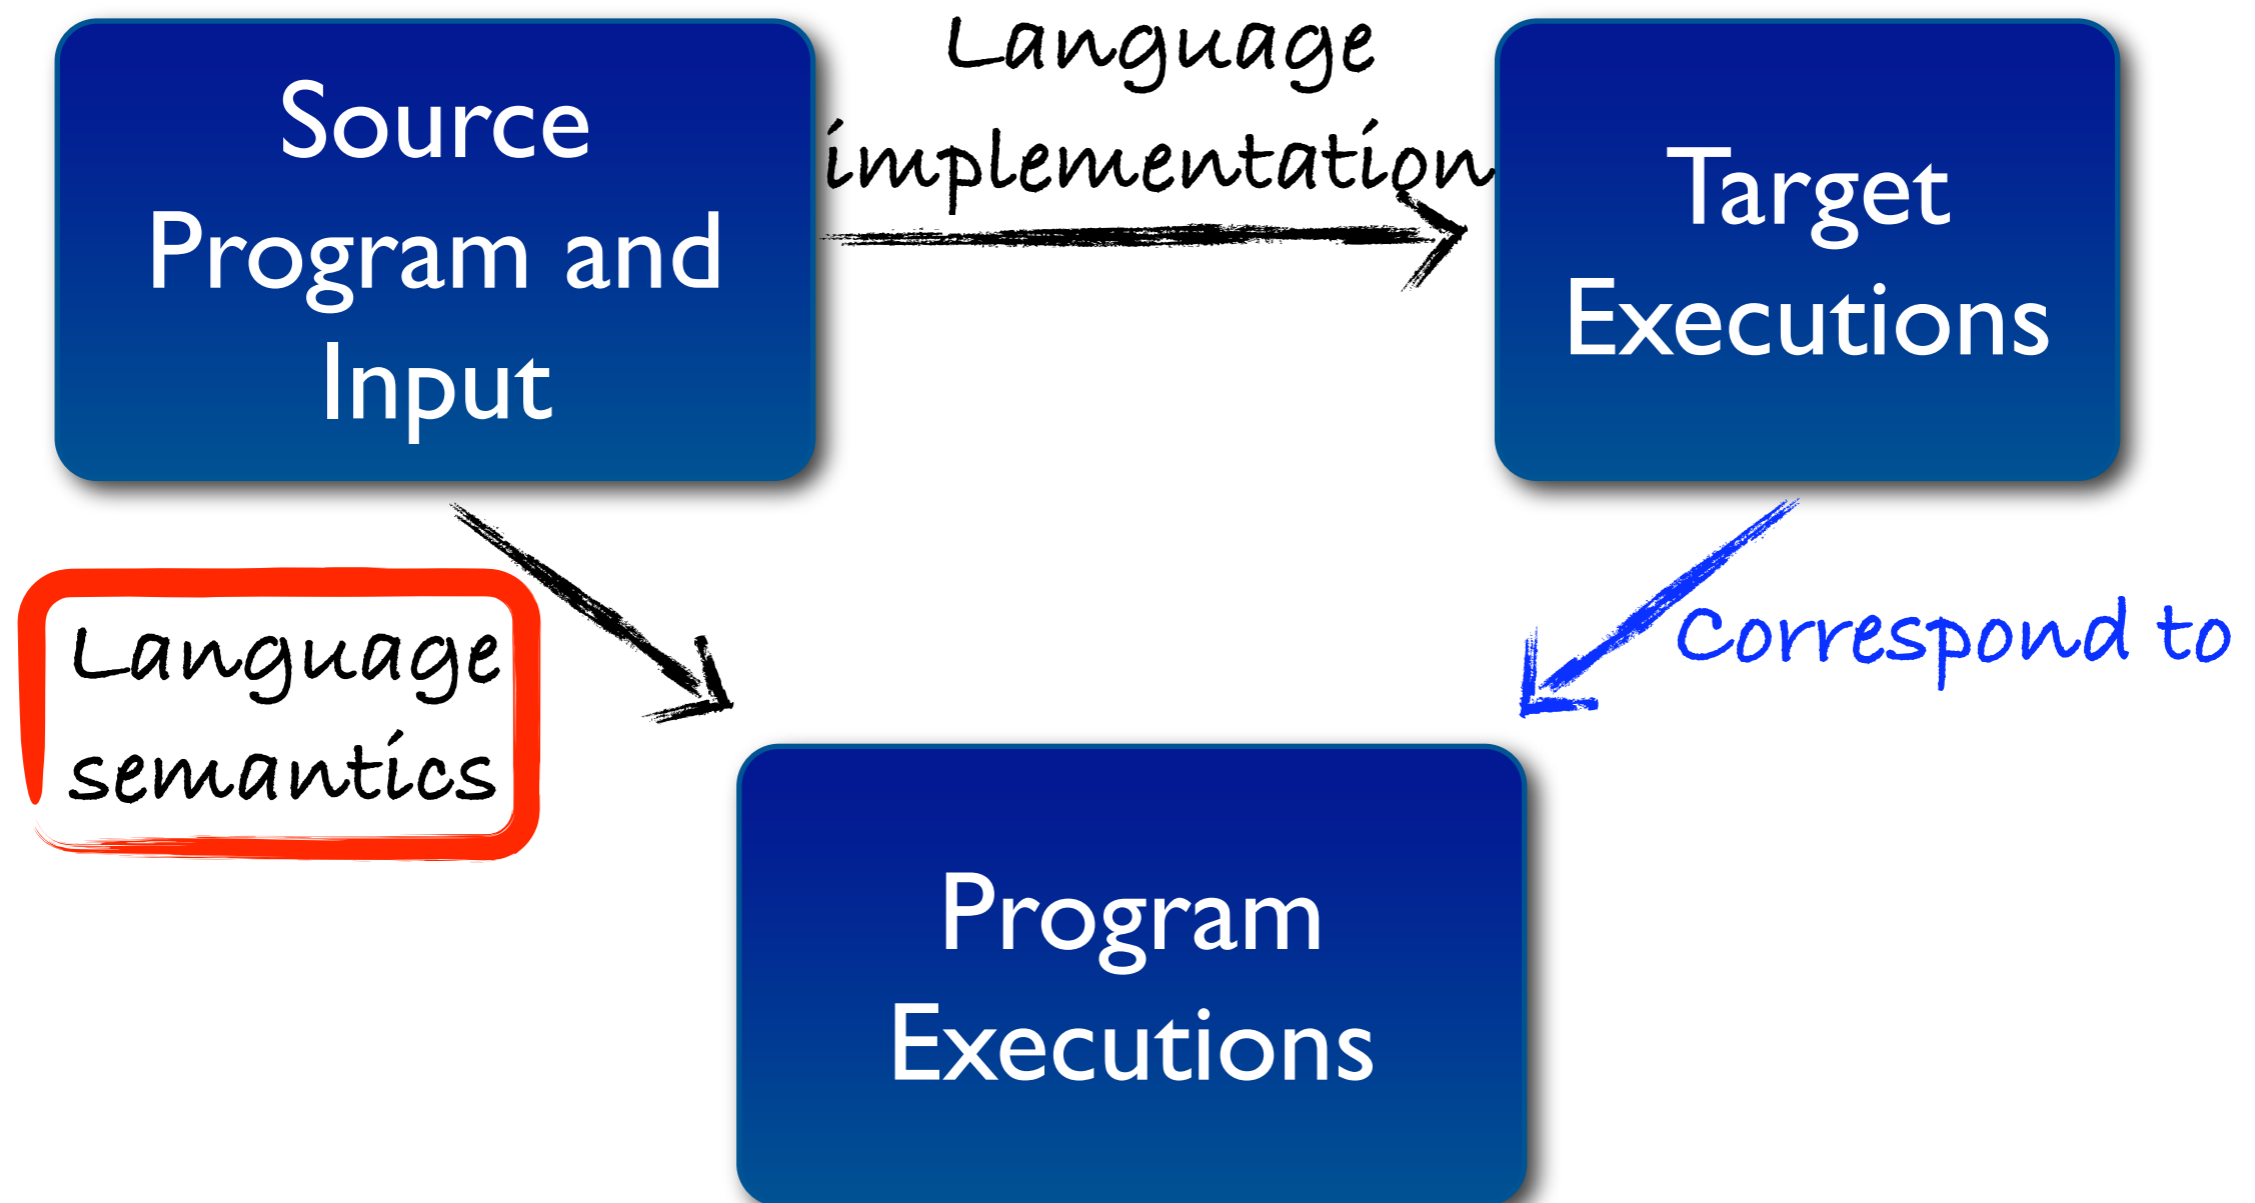 Source
Program and
Input
Language
implementation
Target
Executions
Language
semantics
Correspond to
Program
Executions